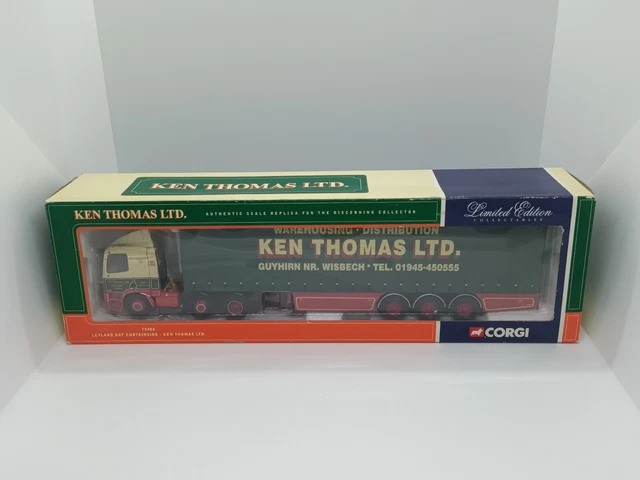 KEN THOMAS LTD.
KEN THOMAS LTD.
AUTHENTIC SCALE REPLICA FOR THE DISCERNING COLLECTOR
Limited Edition
COLLECTABLES
WAREHOUSING · DISTRIBUTION
KEN THOMAS LTD.
GUYHIRN NR. WISBECH · TEL. 01945-450555
LEYLAND DAF CURTAINSIDE - KEN THOMAS LTD.
CORGI